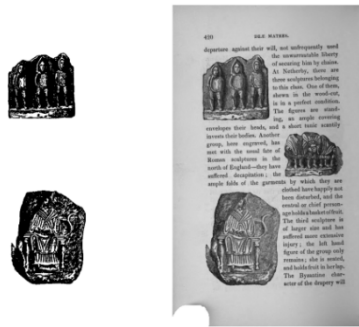 420 DEÆ MATRES.
departure against their will, not unfrequently used
the unwarrantable liberty
of securing him by chains.
At Netherby, there are
three sculptures belonging
to this class. One of them,
shewn in the wood-cut,
is in a perfect condition.
The figures are stand-
ing, an ample covering
envelopes their heads, and a short tunic scantily
invests their bodies. Another
group, here engraved, has
met with the usual fate of
Roman sculptures in the
north of England—they have
suffered decapitation; the
ample folds of the garments by which they are
clothed have happily not
been disturbed, and the
central or chief person-
age holds a basket of fruit.
The third sculpture is
of larger size and has
suffered more extensive
injury; the left hand
figure of the group only
remains; she is seated,
and holds fruit in her lap.
The Byzantine char-
acter of the drapery will